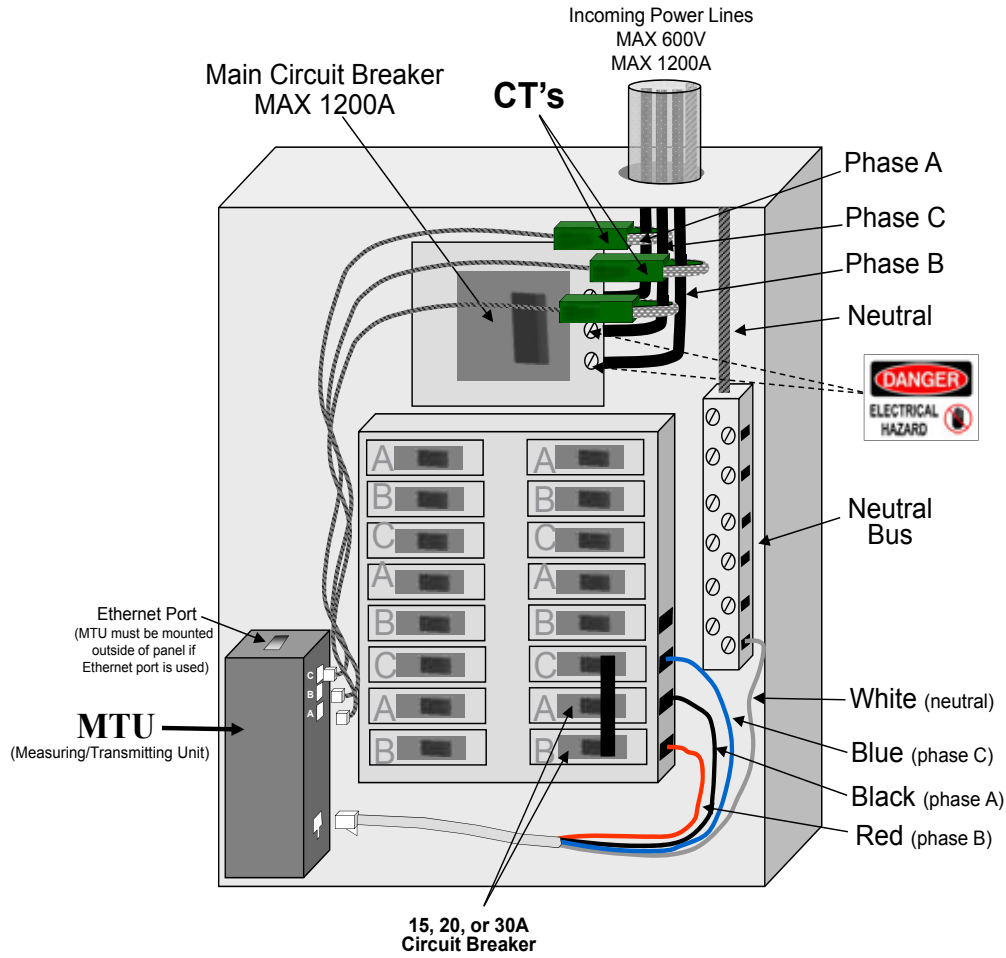 Incoming Power Lines
MAX 600V
MAX 1200A
Main Circuit Breaker
MAX 1200A
CT's
Phase A
Phase C
Phase B
Neutral
DANGER
ELECTRICAL
HAZARD
Neutral
Bus
A
A
B
B
C
C
A
A
B
B
C
C
A
A
B
B
Ethernet Port
(MTU must be mounted
outside of panel if
Ethernet port is used)
C
B
A
MTU
(Measuring/Transmitting Unit)
White (neutral)
Blue (phase C)
Black (phase A)
Red (phase B)
15, 20, or 30A
Circuit Breaker